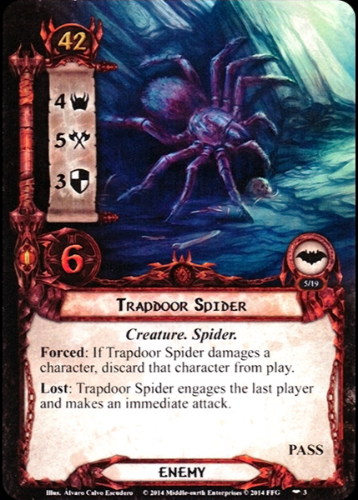 42
4
5
3
6
5/19
TRAPDOOR SPIDER
Creature. Spider.
Forced: If Trapdoor Spider damages a
character, discard that character from play.
Lost: Trapdoor Spider engages the last player
and makes an immediate attack.
PASS
ENEMY
Illus. Álvaro Calvo Escudero © 2014 Middle-earth Enterprises © 2014 FFG 3